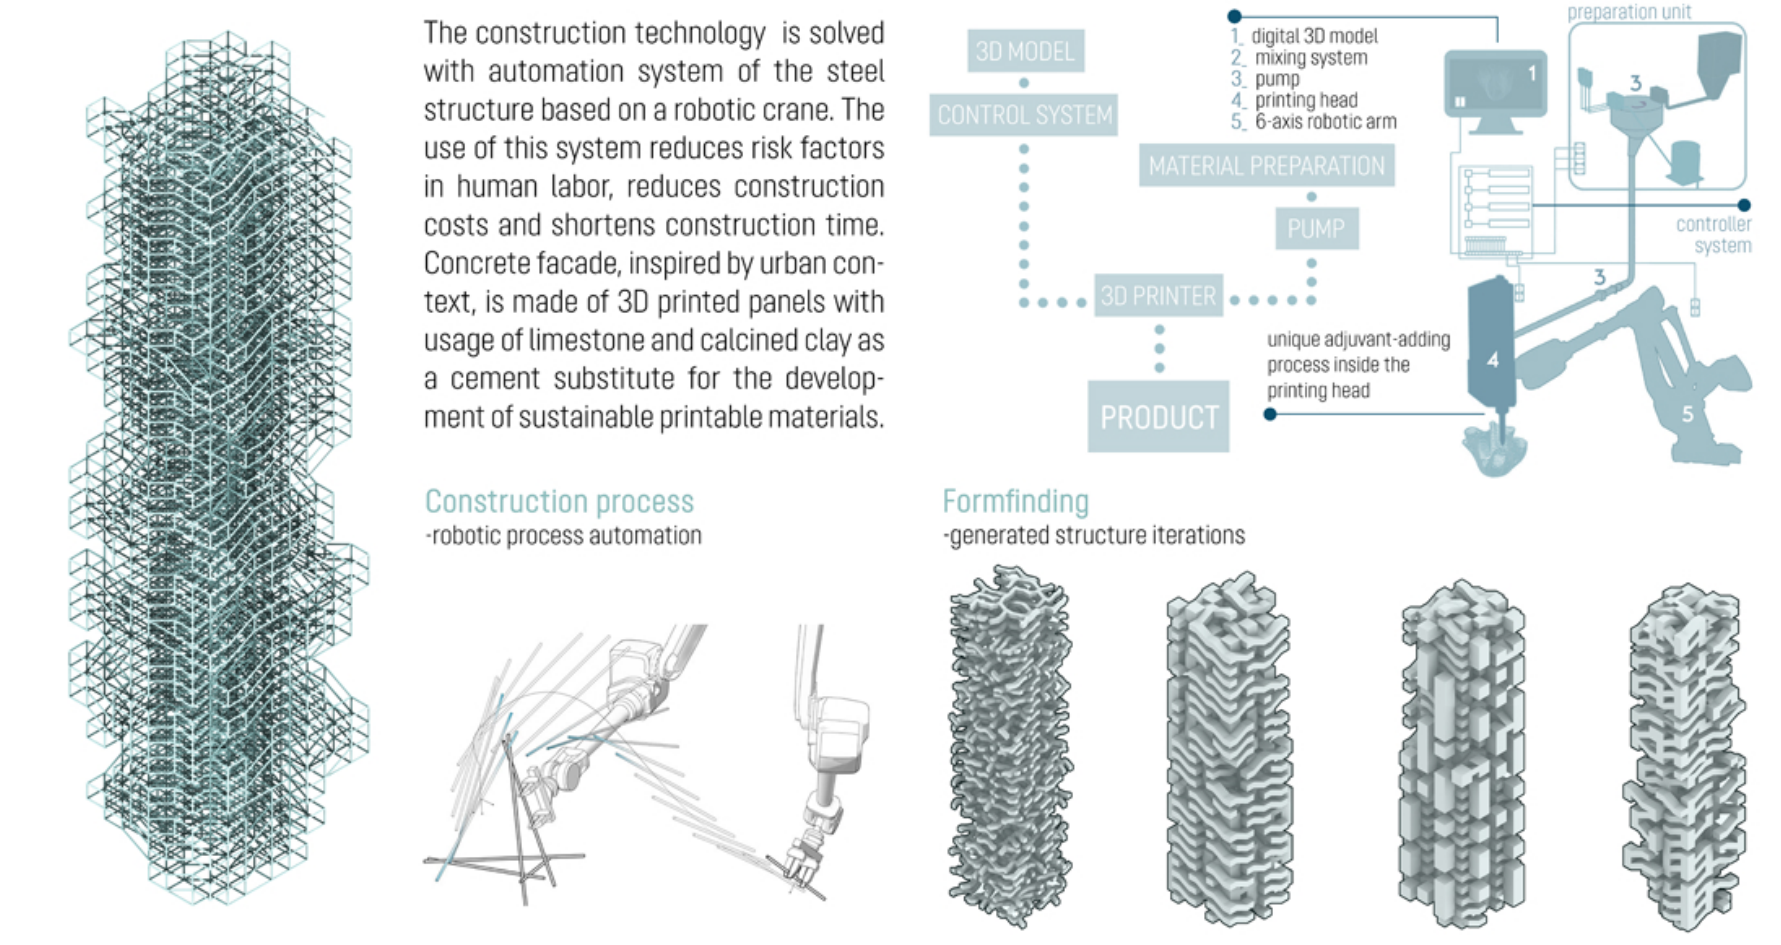 The construction technology is solved
with automation system of the steel
structure based on a robotic crane. The
use of this system reduces risk factors
in human labor, reduces construction
costs and shortens construction time.
Concrete facade, inspired by urban con-
text, is made of 3D printed panels with
usage of limestone and calcined clay as
a cement substitute for the develop-
ment of sustainable printable materials.
3D MODEL
CONTROL SYSTEM
MATERIAL PREPARATION
PUMP
3D PRINTER
PRODUCT
1_ digital 3D model
2_ mixing system
3_ pump
4_ printing head
5_ 6-axis robotic arm
preparation unit
1
3
controller
system
3
unique adjuvant-adding
process inside the
printing head
4
5
Construction process
-robotic process automation
Formfinding
-generated structure iterations